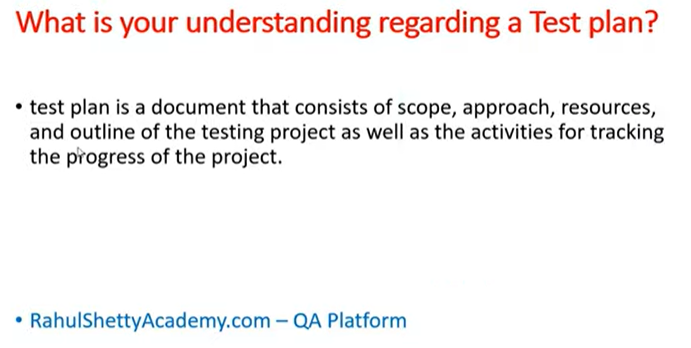 What is your understanding regarding a Test plan?
• test plan is a document that consists of scope, approach, resources,
and outline of the testing project as well as the activities for tracking
the progress of the project.
• RahulShettyAcademy.com – QA Platform